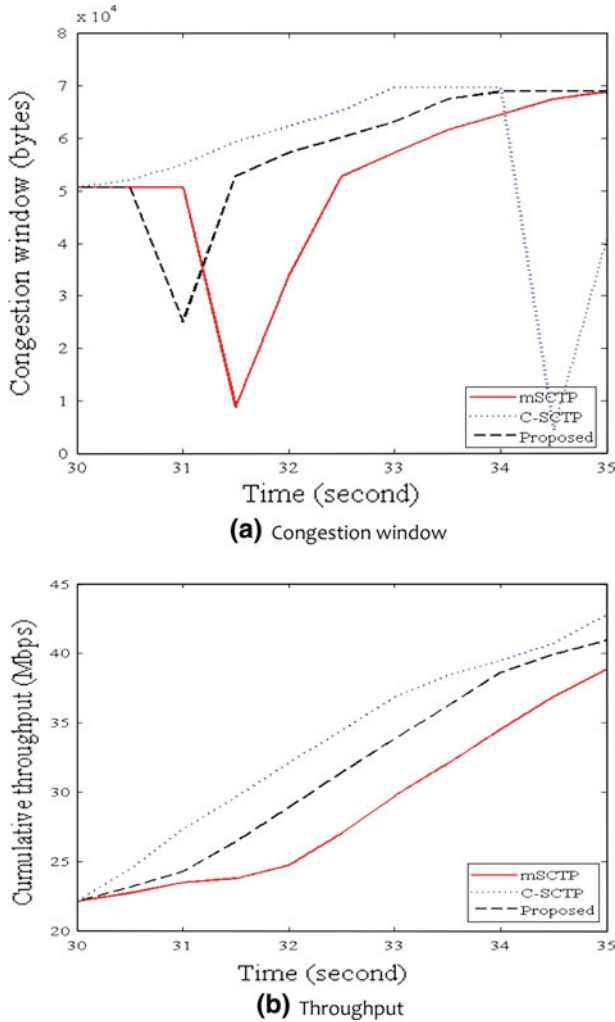 x 10⁴
8
7
6
5
4
3
2
1
0
Congestion window (bytes)
mSCTP
C-SCTP
Proposed
30 31 32 33 34 35
Time (second)
(a) Congestion window
45
40
35
30
25
20
Cumulative throughput (Mbps)
mSCTP
C-SCTP
Proposed
30 31 32 33 34 35
Time (second)
(b) Throughput